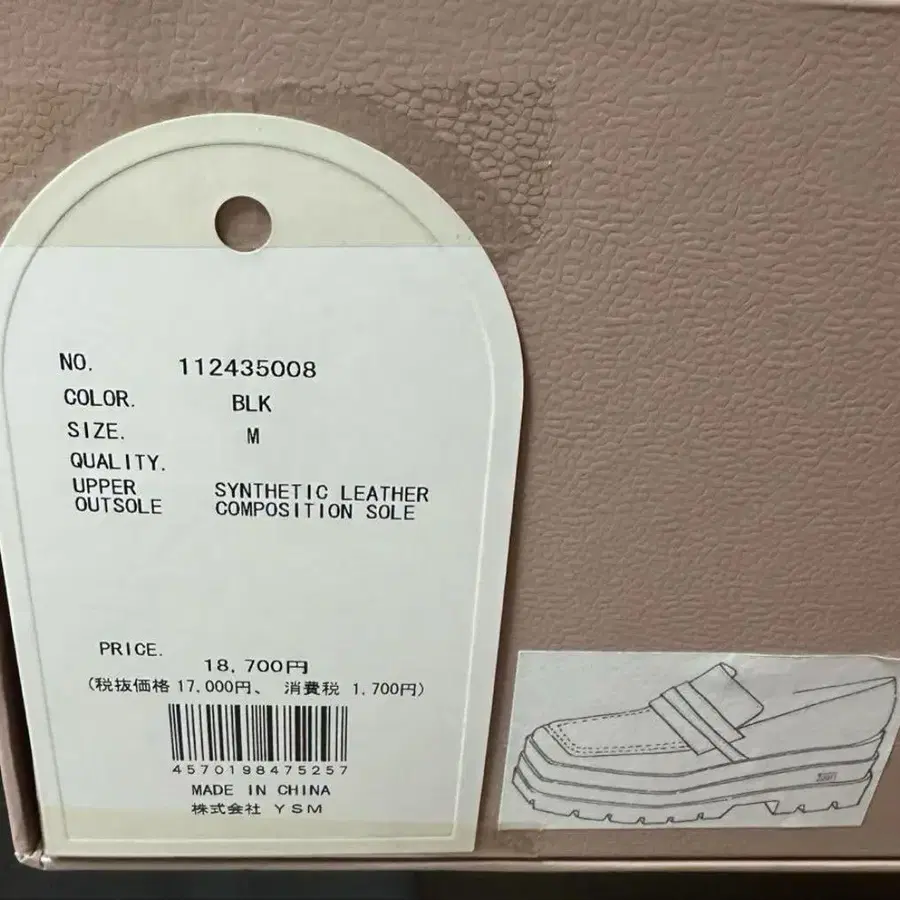 NO. 112435008
COLOR. BLK
SIZE. M
QUALITY.
UPPER SYNTHETIC LEATHER
OUTSOLE COMPOSITION SOLE
PRICE.
18,700円
(税抜価格 17,000円、 消費税 1,700円)
4570198475257
MADE IN CHINA
株式会社 YSM